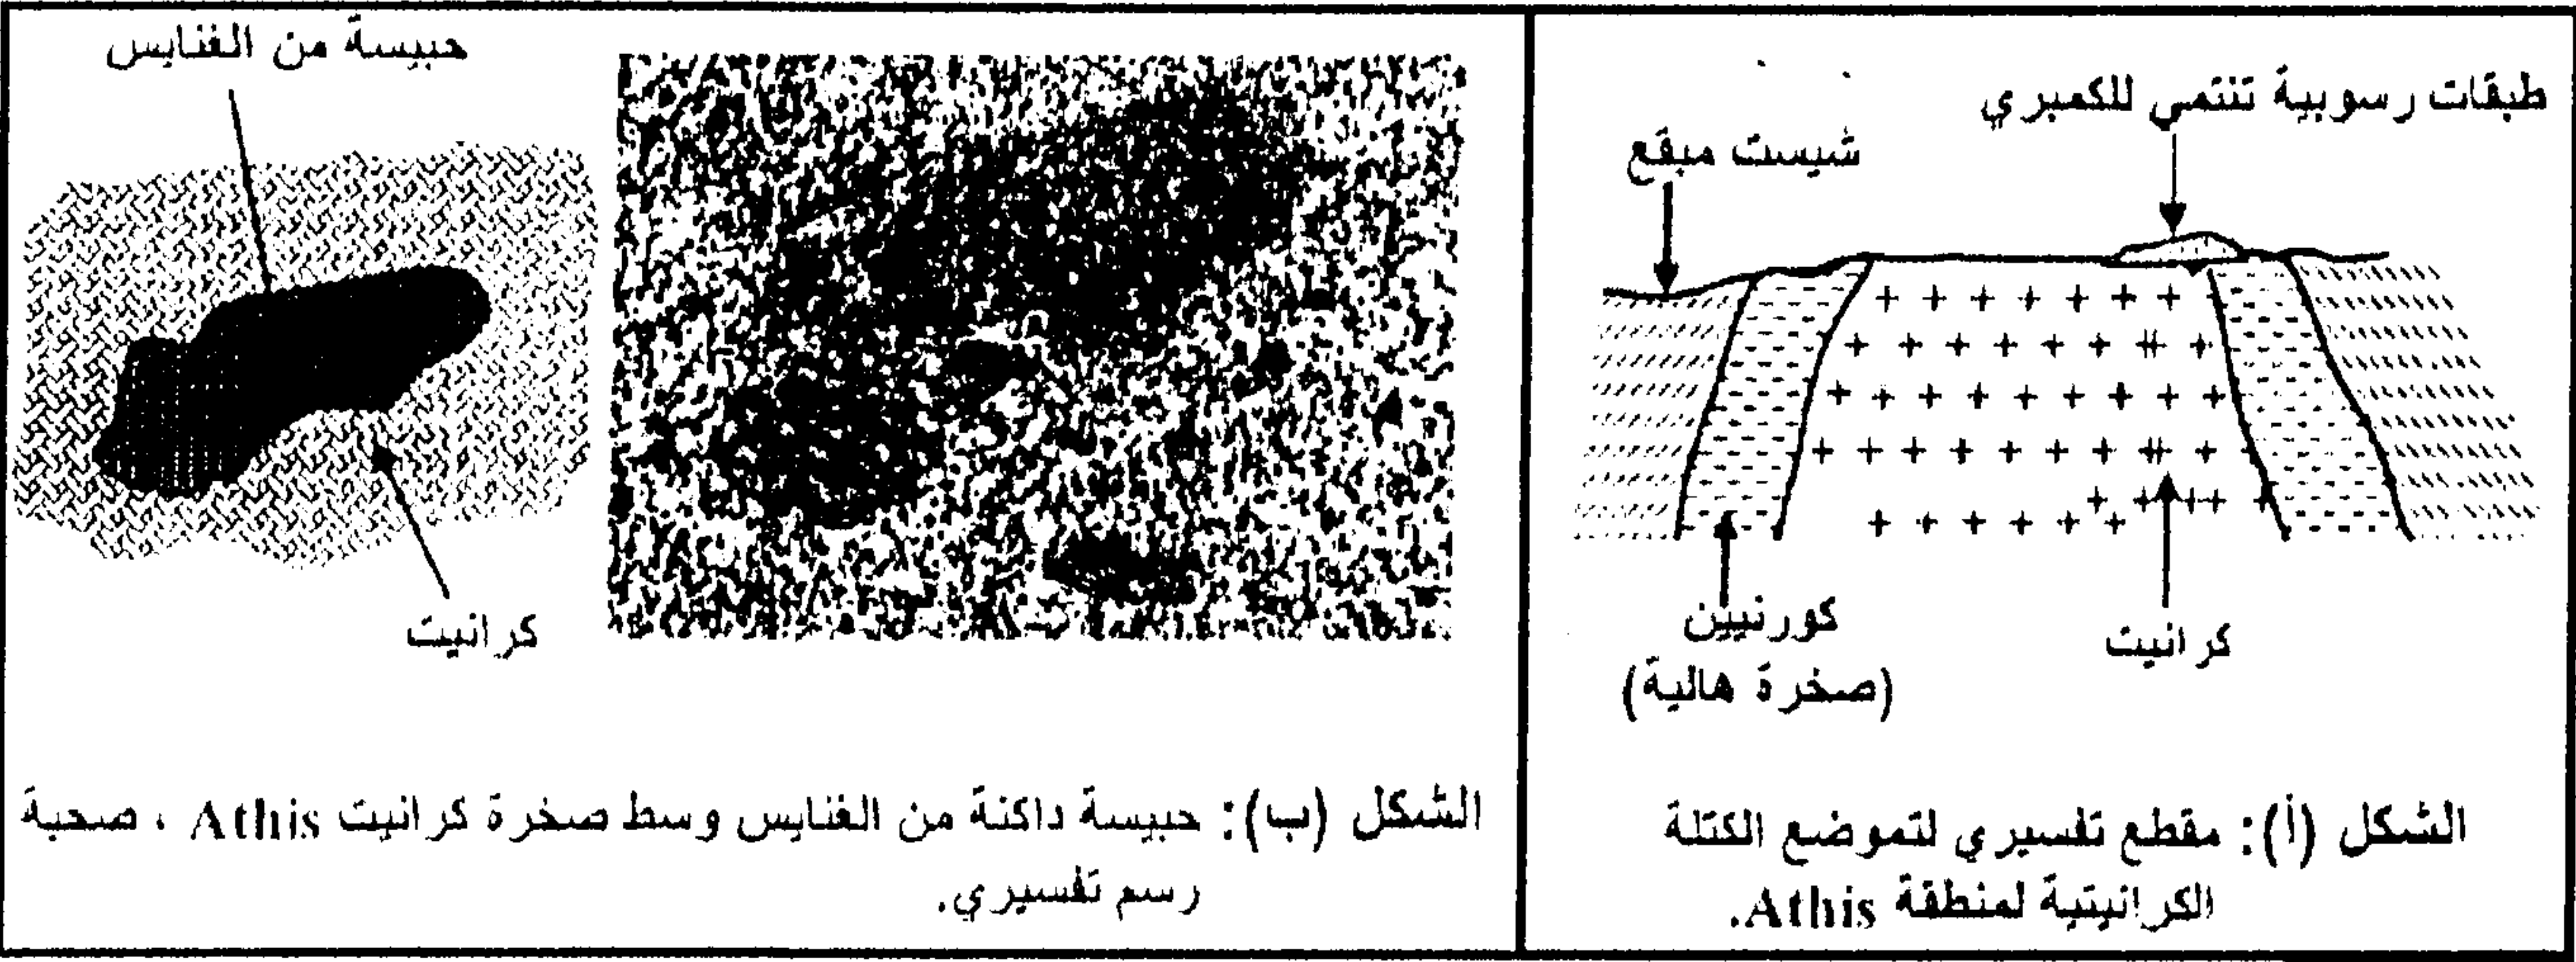 طبقات رسوبية تنتمي للكمبري
شيست مبقع
كورنيين
(صخرة هالية)
كرانيت
الشكل (أ): مقطع تفسيري لتموضع الكتلة
الكرانيتية لمنطقة Athis.
حبيسة من الغنايس
كرانيت
الشكل (ب): حبيسة داكنة من الغنايس وسط صخرة كرانيت Athis ، صحبة
رسم تفسيري.